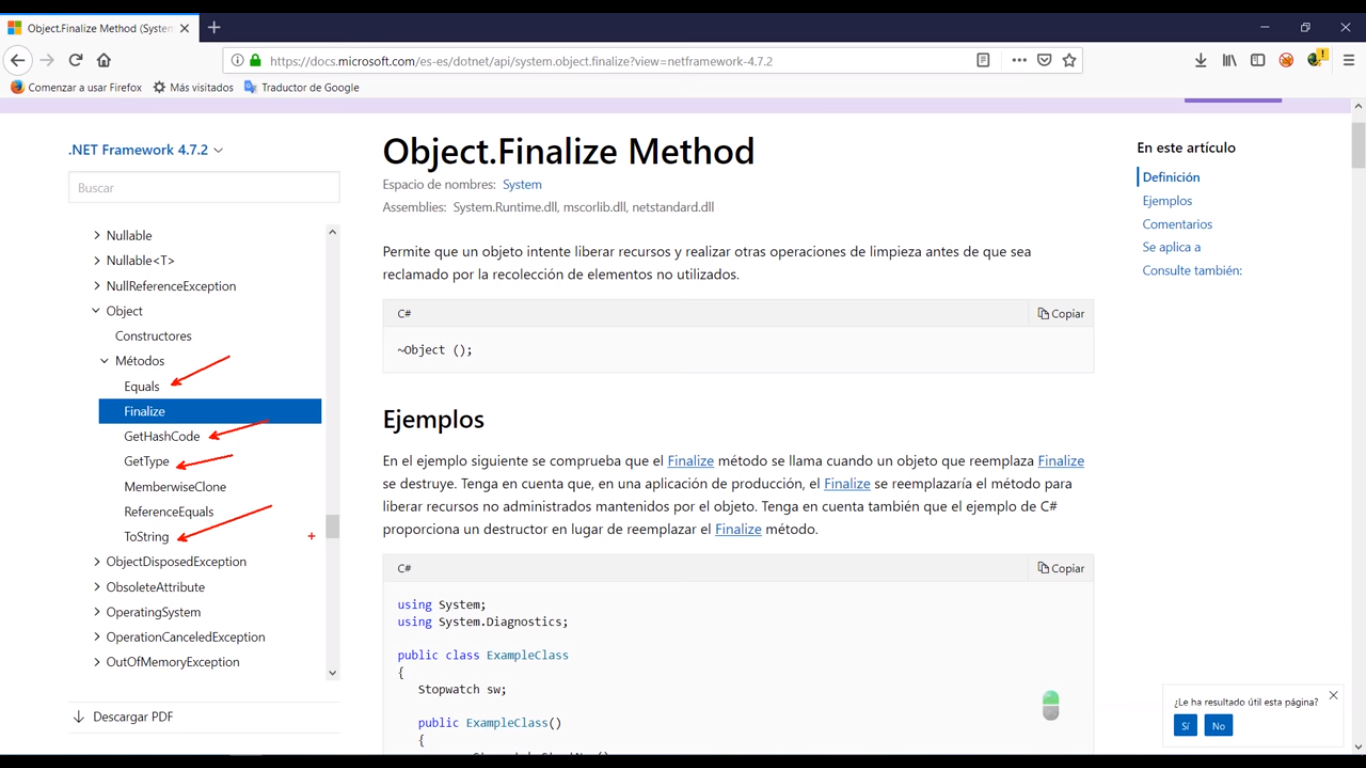 Object.Finalize Method (System
https://docs.microsoft.com/es-es/dotnet/api/system.object.finalize?view=netframework-4.7.2
Comenzar a usar Firefox
Más visitados
Traductor de Google
.NET Framework 4.7.2
Buscar
Nullable
Nullable<T>
NullReferenceException
Object
Constructores
Métodos
Equals
Finalize
GetHashCode
GetType
MemberwiseClone
ReferenceEquals
ToString
ObjectDisposedException
ObsoleteAttribute
OperatingSystem
OperationCanceledException
OutOfMemoryException
Descargar PDF
Object.Finalize Method
Espacio de nombres: System
Assemblies: System.Runtime.dll, mscorlib.dll, netstandard.dll
Permite que un objeto intente liberar recursos y realizar otras operaciones de limpieza antes de que sea
reclamado por la recolección de elementos no utilizados.
C#
Copiar
~Object ();
Ejemplos
En el ejemplo siguiente se comprueba que el Finalize método se llama cuando un objeto que reemplaza Finalize
se destruye. Tenga en cuenta que, en una aplicación de producción, el Finalize se reemplazaría el método para
liberar recursos no administrados mantenidos por el objeto. Tenga en cuenta también que el ejemplo de C#
proporciona un destructor en lugar de reemplazar el Finalize método.
C#
Copiar
using System;
using System.Diagnostics;
public class ExampleClass
{
Stopwatch sw;
public ExampleClass()
{
En este artículo
Definición
Ejemplos
Comentarios
Se aplica a
Consulte también:
¿Le ha resultado útil esta página?
Sí
No